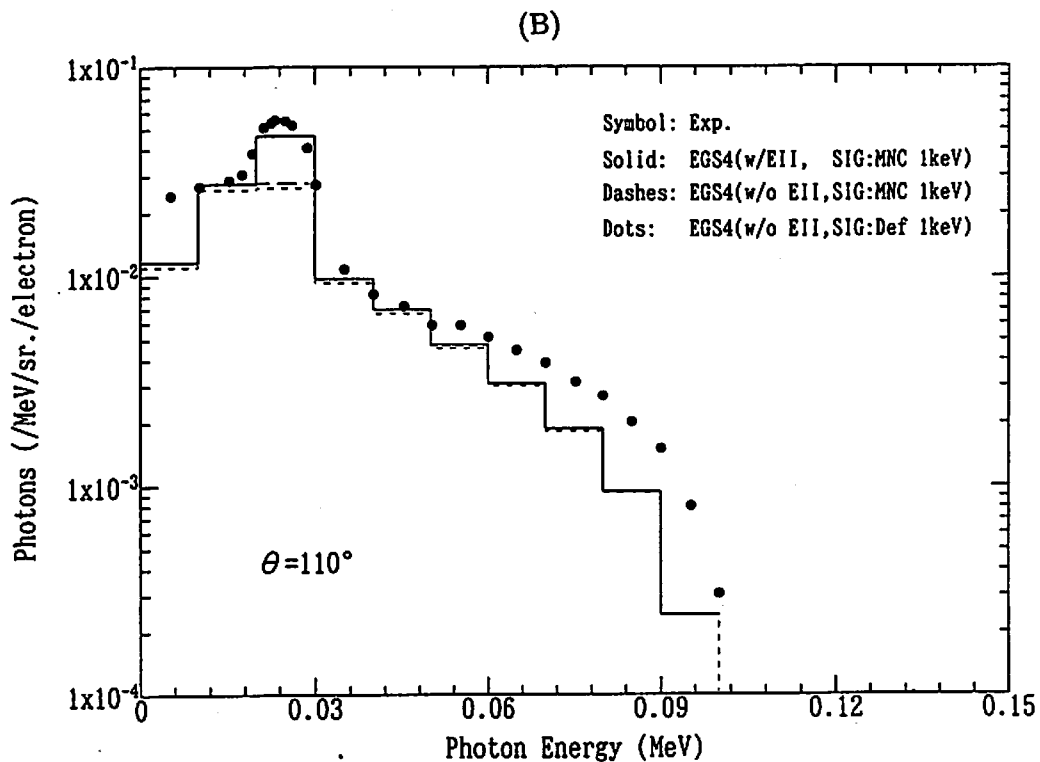 (B)
1x10⁻¹
1x10⁻²
1x10⁻³
1x10⁻⁴
Photons (/MeV/sr./electron)
Symbol: Exp.
Solid: EGS4(w/EII, SIG:MNC 1keV)
Dashes: EGS4(w/o EII,SIG:MNC 1keV)
Dots: EGS4(w/o EII,SIG:Def 1keV)
θ=110°
0 0.03 0.06 0.09 0.12 0.15
Photon Energy (MeV)